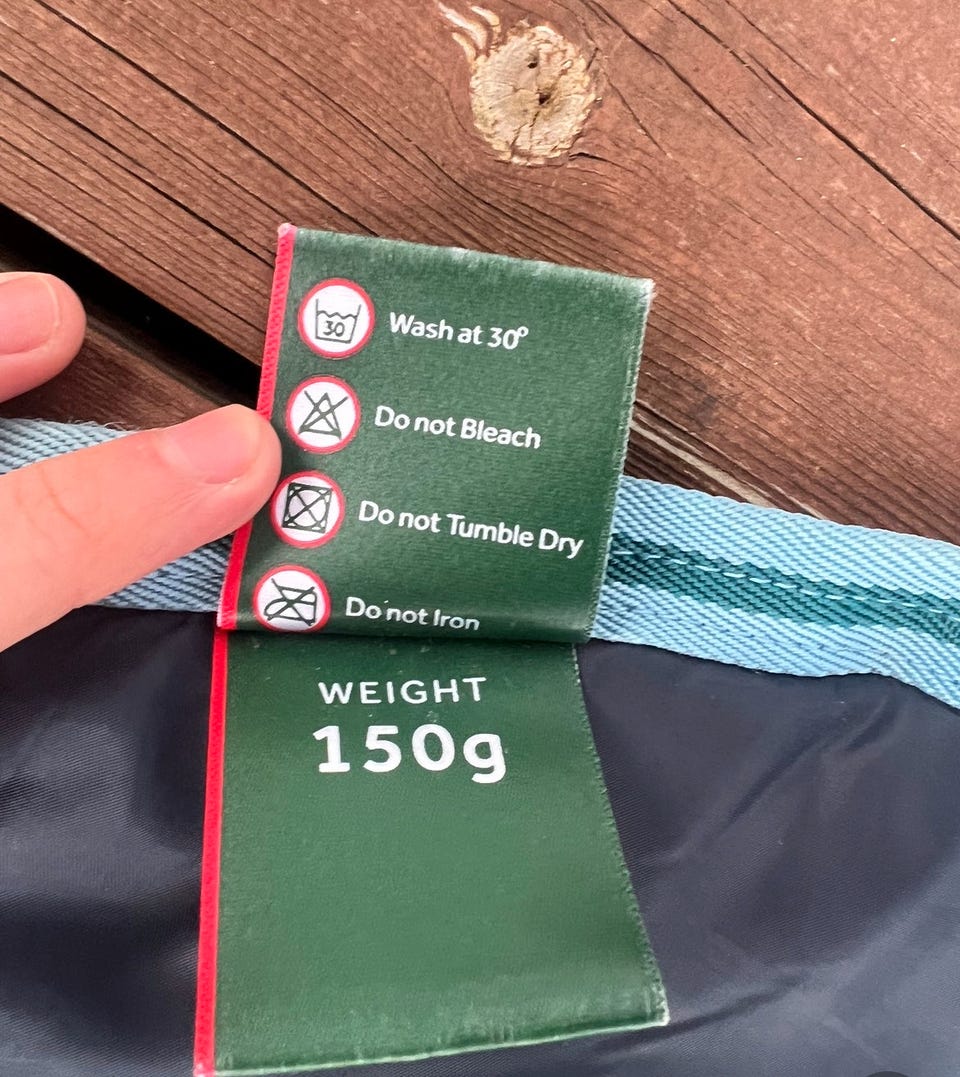 30
Wash at 30°
Do not Bleach
Do not Tumble Dry
Do not Iron
WEIGHT
150g